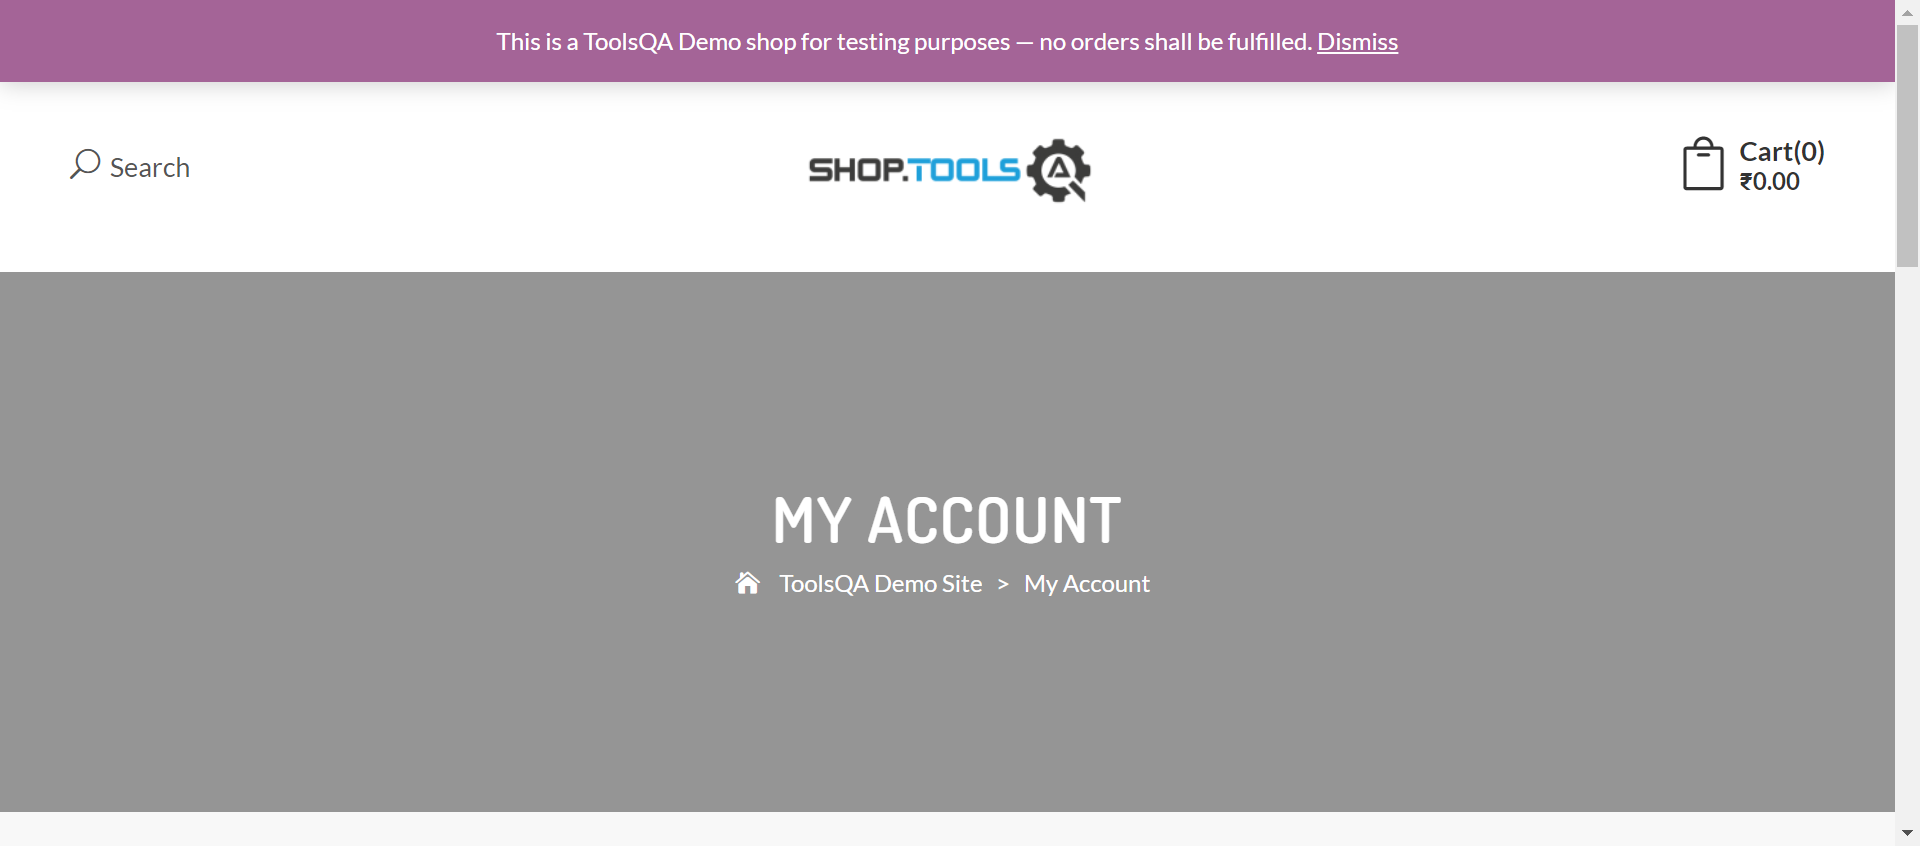 This is a ToolsQA Demo shop for testing purposes — no orders shall be fulfilled. Dismiss
Search
SHOP.TOOLS QA
Cart(0)
₹0.00
MY ACCOUNT
ToolsQA Demo Site > My Account